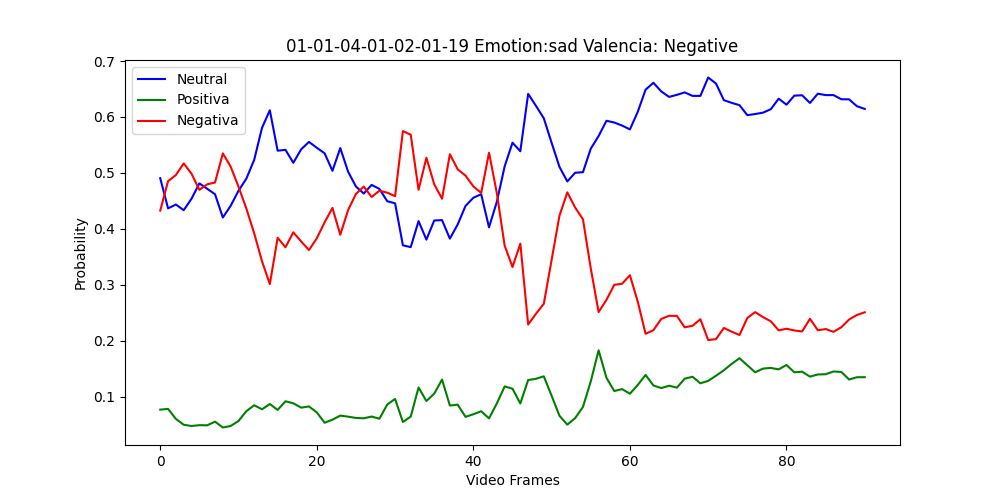 01-01-04-01-02-01-19 Emotion:sad Valencia: Negative
Neutral
Positiva
Negativa
Probability
0.7
0.6
0.5
0.4
0.3
0.2
0.1
0 20 40 60 80
Video Frames